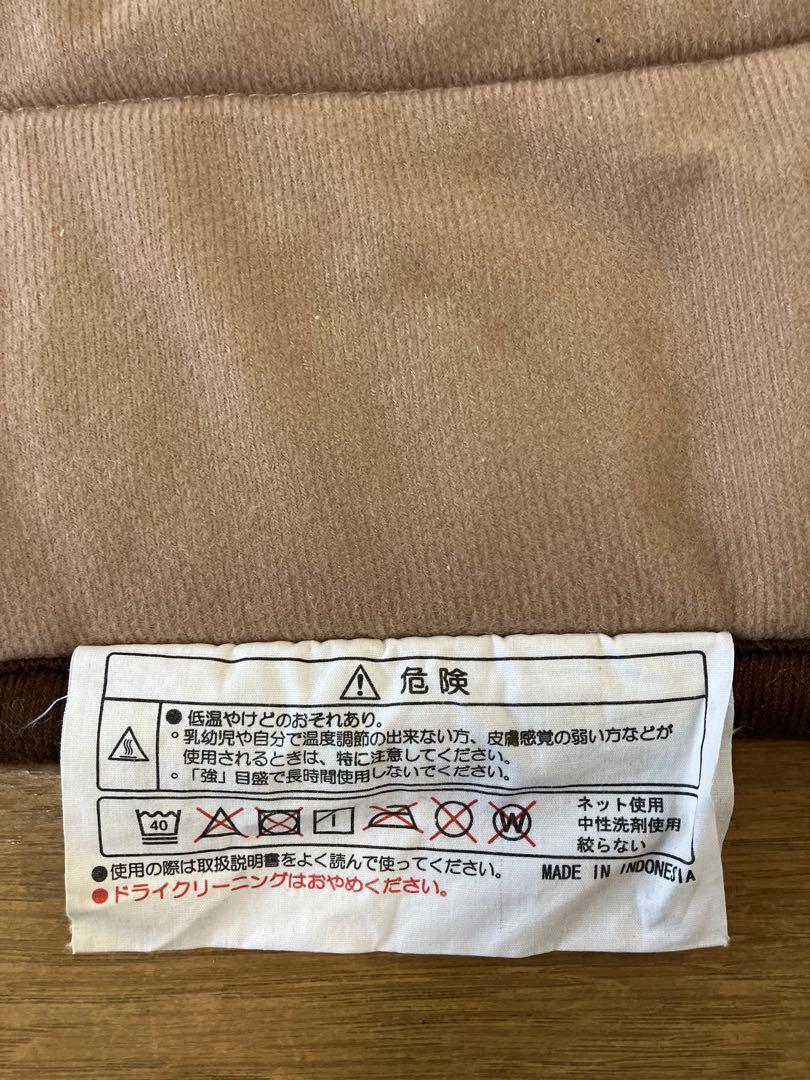 危険
●低温やけどのおそれあり。
○乳幼児や自分で温度調節の出来ない方、皮膚感覚の弱い方などが
使用されるときは、特に注意してください。
○「強」目盛で長時間使用しないでください。
40
W
ネット使用
中性洗剤使用
絞らない
●使用の際は取扱説明書をよく読んで使ってください。
MADE IN INDONESIA
●ドライクリーニングはおやめください。